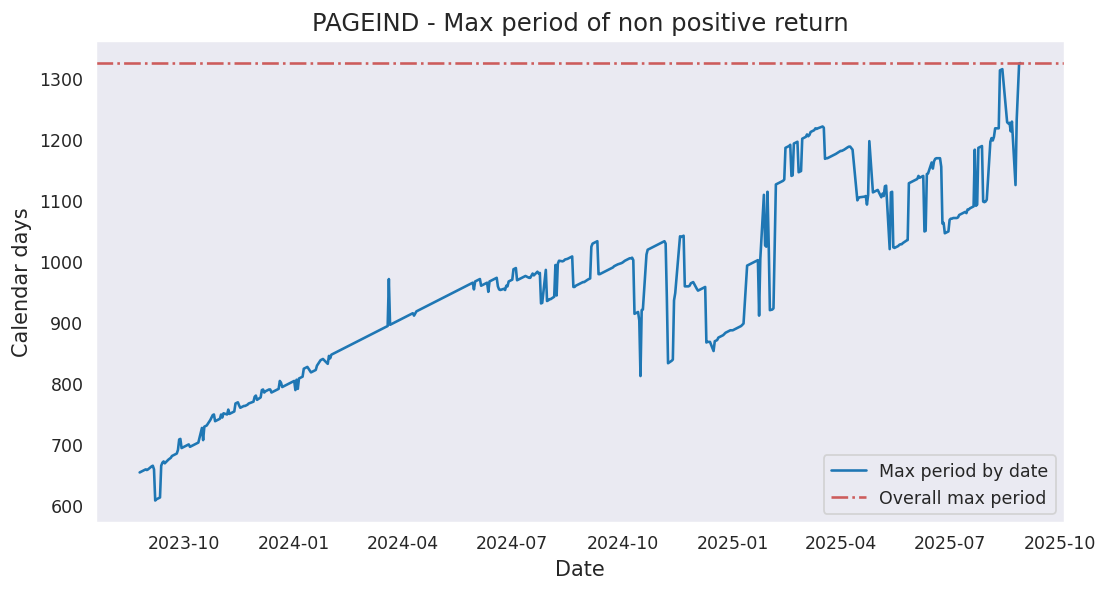 PAGEIND - Max period of non positive return
Calendar days
1300
1200
1100
1000
900
800
700
600
Max period by date
Overall max period
2023-10 2024-01 2024-04 2024-07 2024-10 2025-01 2025-04 2025-07 2025-10
Date